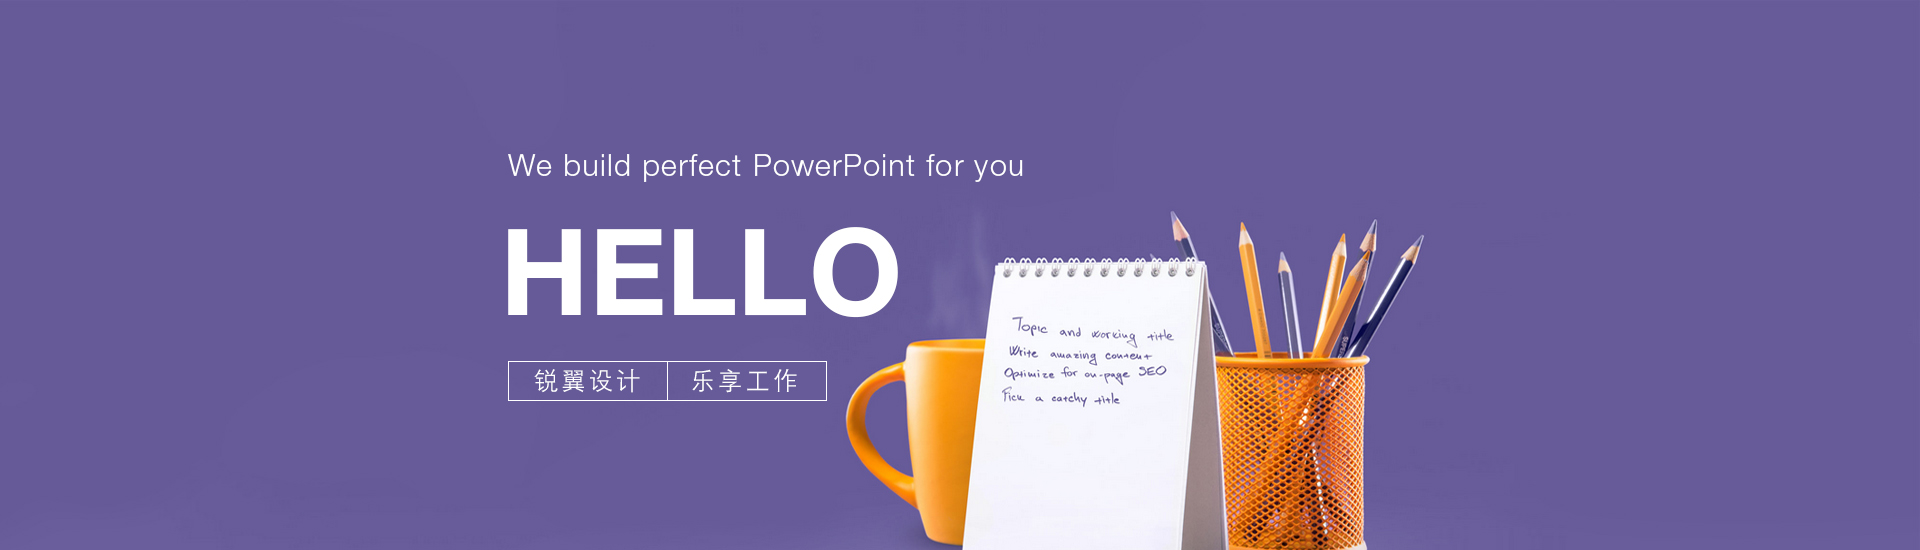 We build perfect PowerPoint for you
HELLO
锐翼设计 乐享工作
Topic and working title
Write amazing content
Optimize for on-page SEO
Pick a catchy title